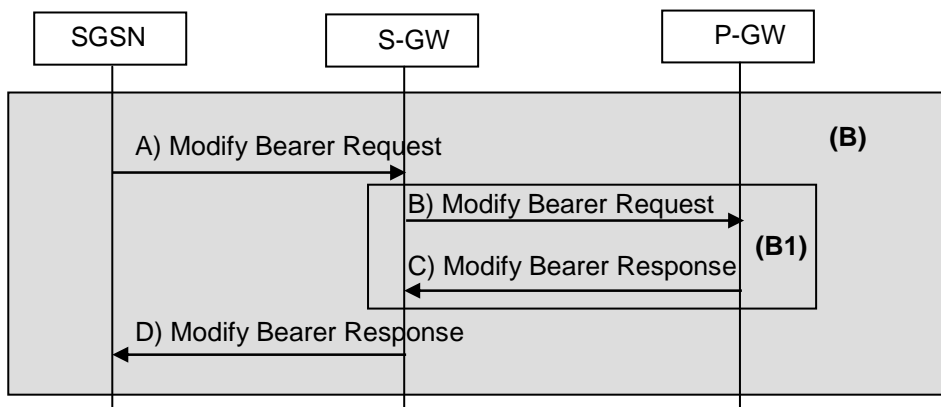 SGSN
S-GW
P-GW
(B)
A) Modify Bearer Request
B) Modify Bearer Request
(B1)
C) Modify Bearer Response
D) Modify Bearer Response